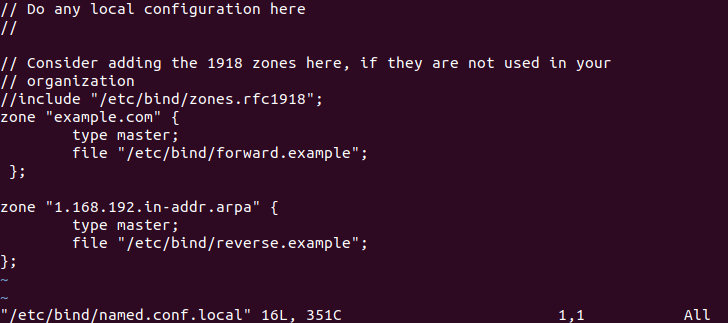 // Do any local configuration here
//

// Consider adding the 1918 zones here, if they are not used in your
// organization
//include "/etc/bind/zones.rfc1918";
zone "example.com" {
        type master;
        file "/etc/bind/forward.example";
 };

zone "1.168.192.in-addr.arpa" {
        type master;
        file "/etc/bind/reverse.example";
};
~
~
"/etc/bind/named.conf.local" 16L, 351C                        1,1           All